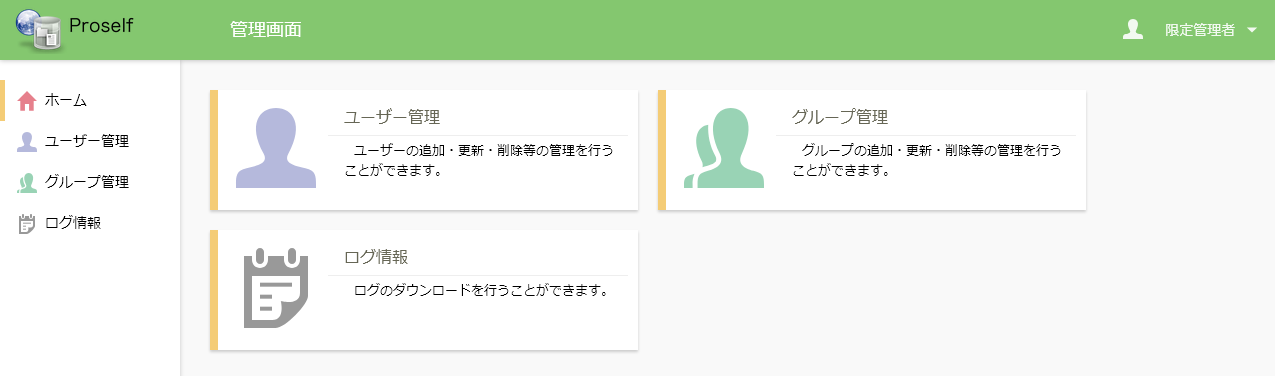 Proself
管理画面
限定管理者
ホーム
ユーザー管理
グループ管理
ログ情報
ユーザー管理
ユーザーの追加・更新・削除等の管理を行う
ことができます。
グループ管理
グループの追加・更新・削除等の管理を行う
ことができます。
ログ情報
ログのダウンロードを行うことができます。